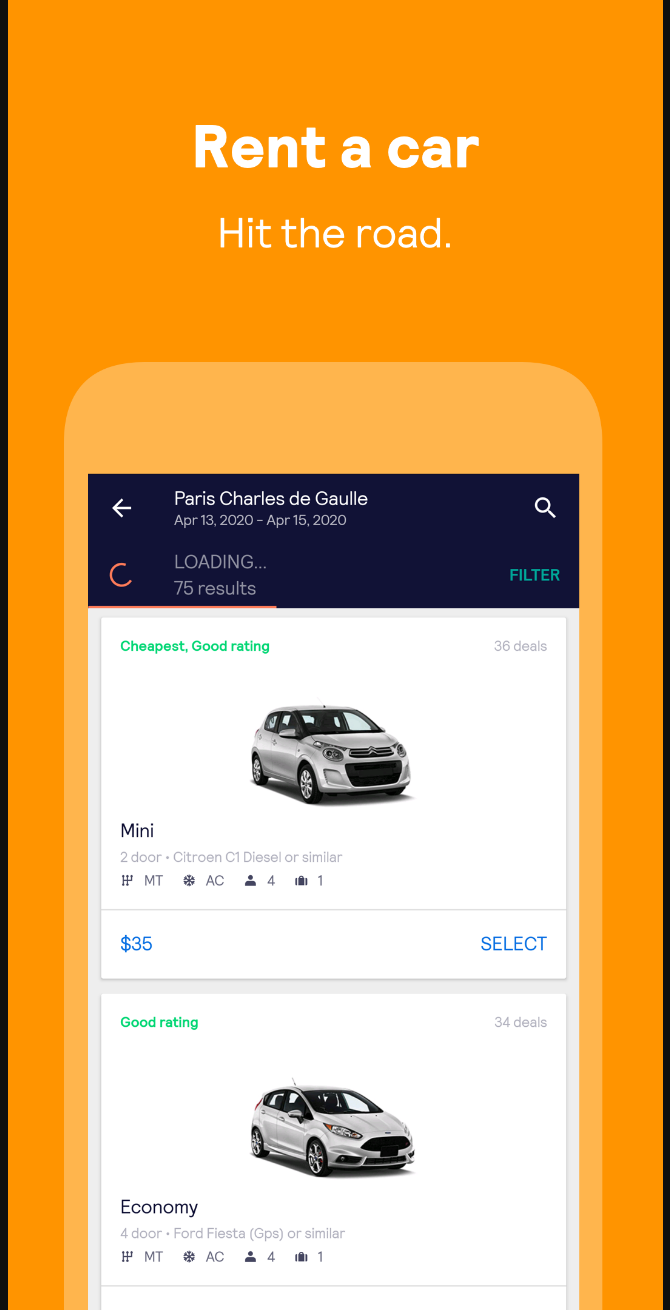 Rent a car
Hit the road.
Paris Charles de Gaulle
Apr 13, 2020 - Apr 15, 2020
LOADING...
75 results
FILTER
Cheapest, Good rating
36 deals
Mini
2 door • Citroen C1 Diesel or similar
MT AC 4 1
$35
SELECT
Good rating
34 deals
Economy
4 door • Ford Fiesta (Gps) or similar
MT AC 4 1